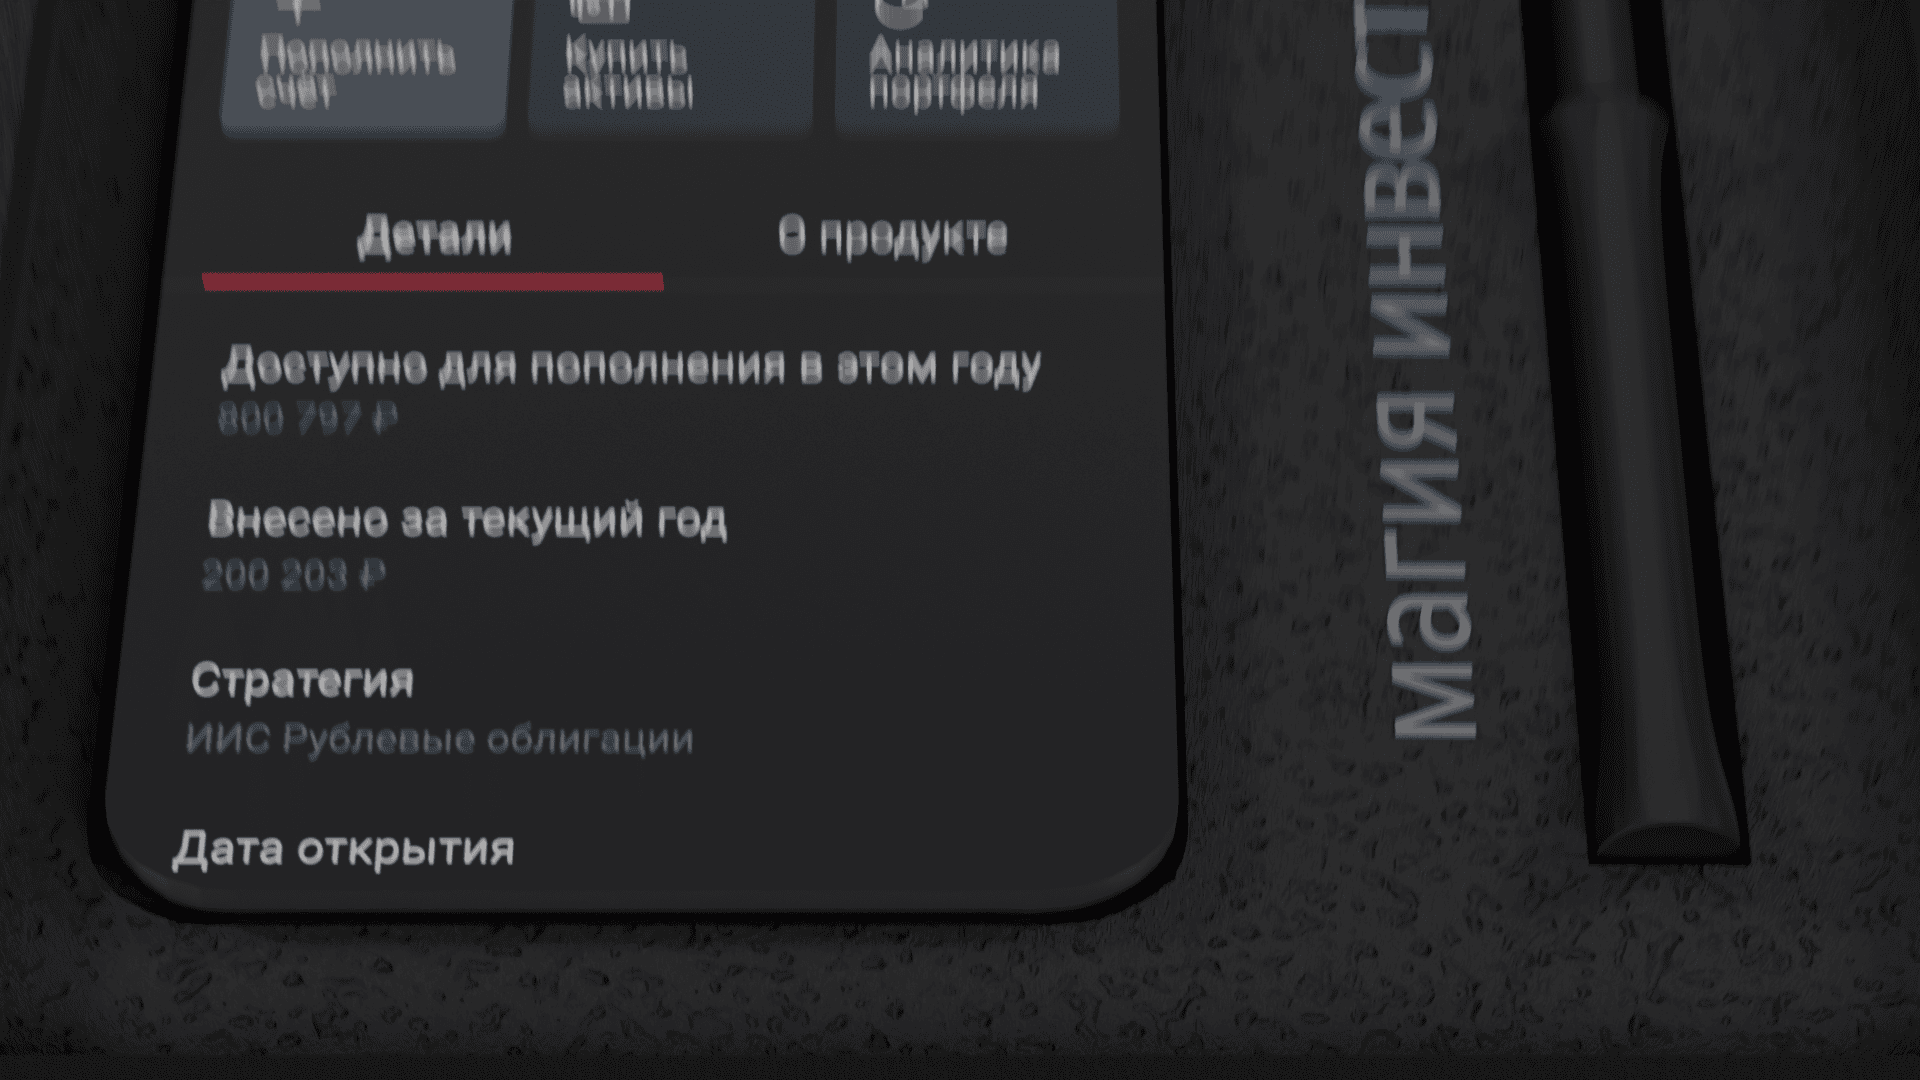 Пополнить
счёт
Купить
активы
Аналитика
портфеля
Детали
О продукте
Доступно для пополнения в этом году
800 797 ₽
Внесено за текущий год
200 203 ₽
Стратегия
ИИС Рублевые облигации
Дата открытия
магия